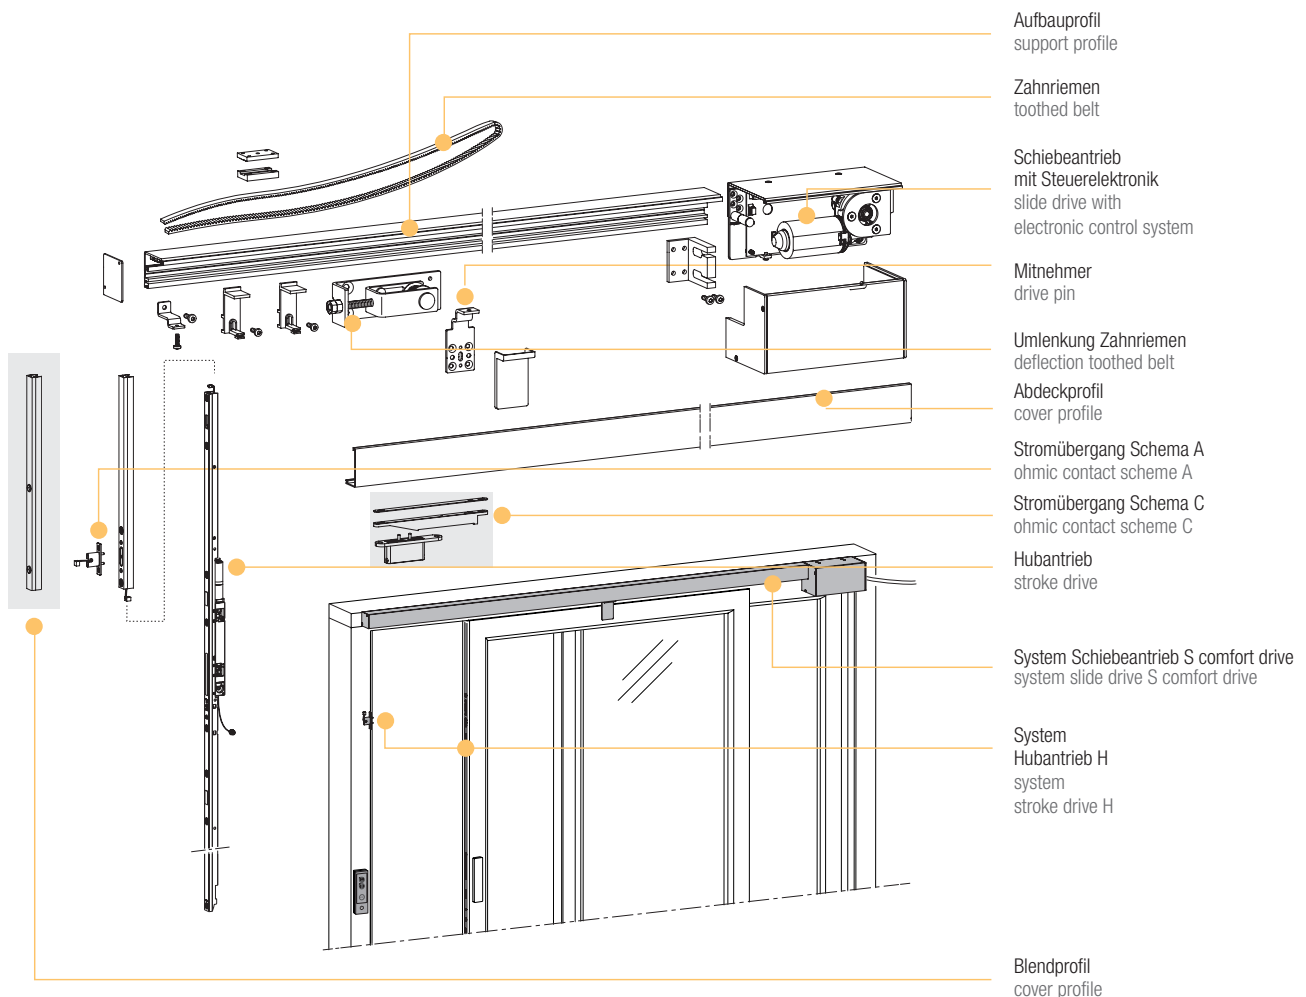 Aufbauprofil
support profile
Zahnriemen
toothed belt
Schiebeantrieb
mit Steuerelektronik
slide drive with
electronic control system
Mitnehmer
drive pin
Umlenkung Zahnriemen
deflection toothed belt
Abdeckprofil
cover profile
Stromübergang Schema A
ohmic contact scheme A
Stromübergang Schema C
ohmic contact scheme C
Hubantrieb
stroke drive
System Schiebeantrieb S comfort drive
system slide drive S comfort drive
System
Hubantrieb H
system
stroke drive H
Blendprofil
cover profile